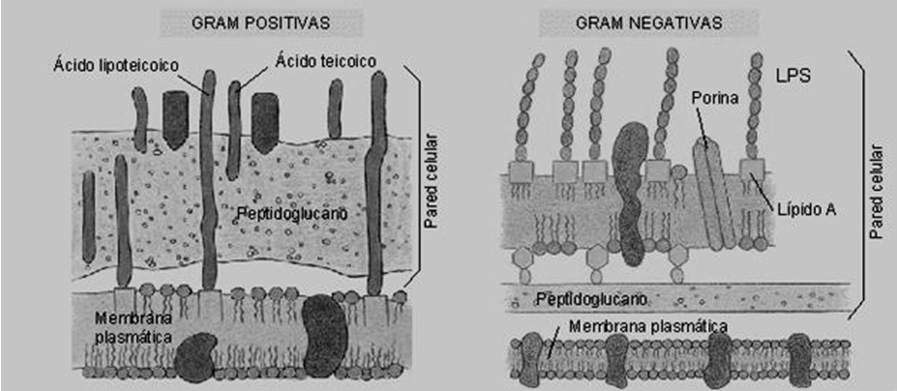 GRAM POSITIVAS
Ácido lipoteicoico
Ácido teicoico
Peptidoglucano
Pared celular
Membrana
plasmática
GRAM NEGATIVAS
LPS
Porina
Lípido A
Pared celular
Peptidoglucano
Membrana plasmática